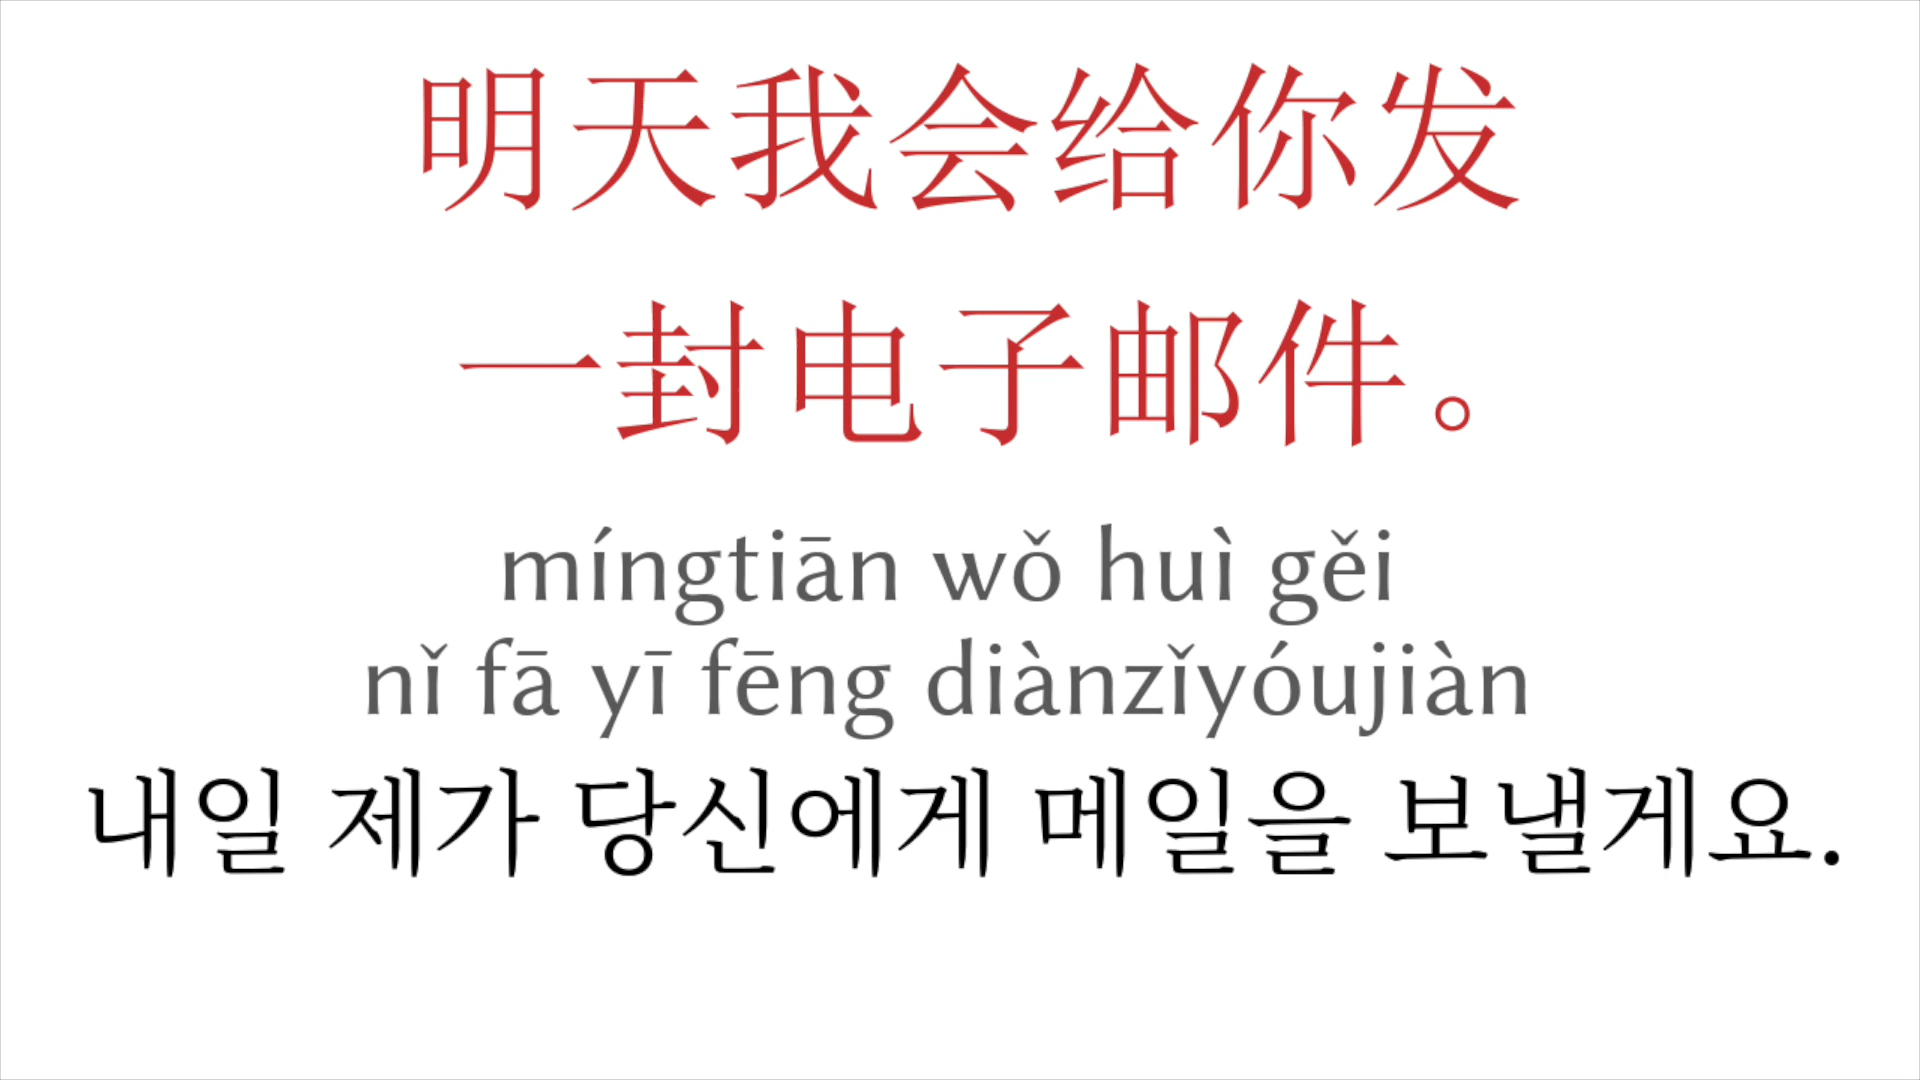 明天我会给你发
一封电子邮件。
míngtiān wǒ huì gěi
nǐ fā yī fēng diànzǐyóujiàn
내일 제가 당신에게 메일을 보낼게요.